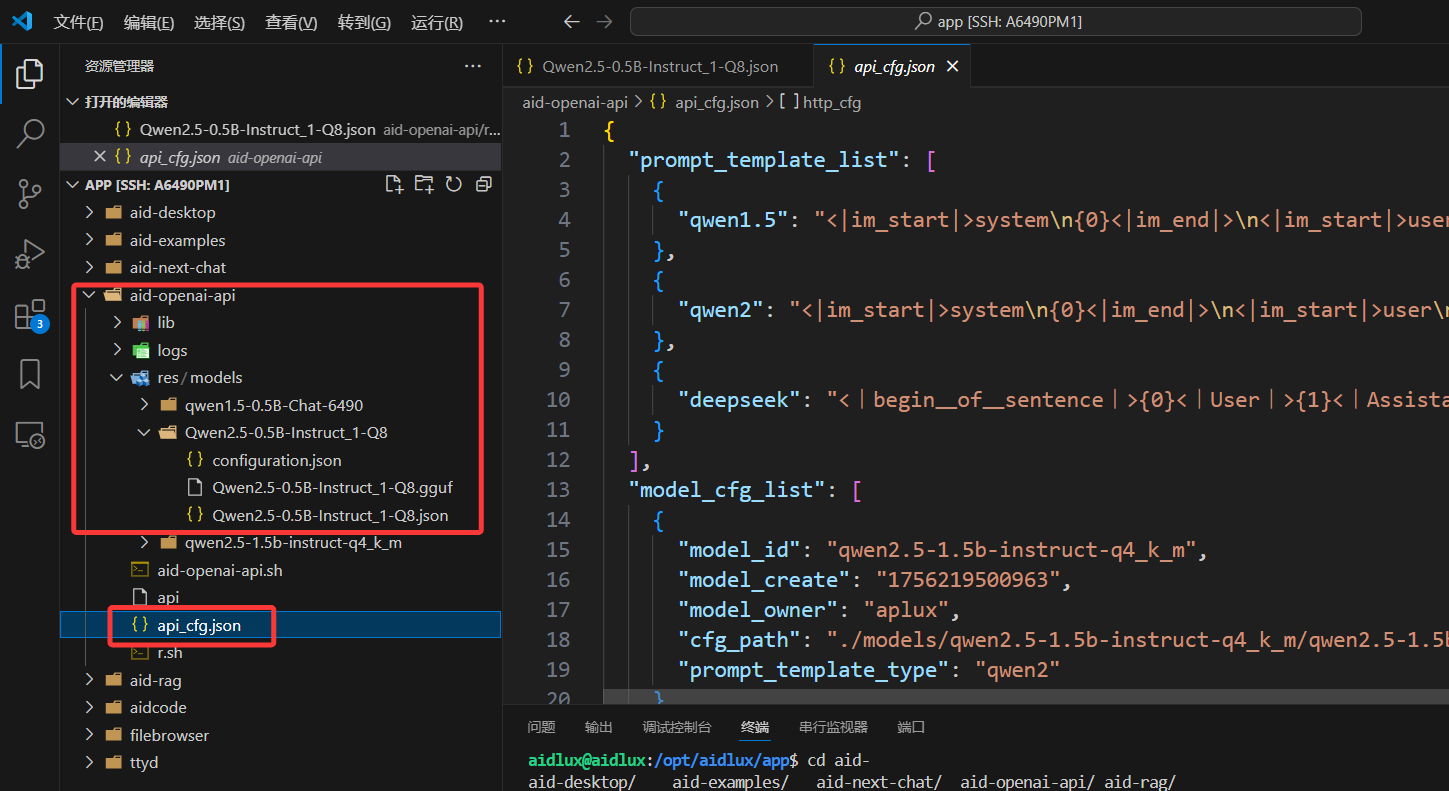 文件(F) 编辑(E) 选择(S) 查看(V) 转到(G) 运行(R) ··· app [SSH: A6490PM1]
资源管理器 ···
打开的编辑器
{} Qwen2.5-0.5B-Instruct_1-Q8.json aid-openai-api/r...
{} api_cfg.json aid-openai-api
APP [SSH: A6490PM1]
aid-desktop
aid-examples
aid-next-chat
aid-openai-api
lib
logs
res/models
qwen1.5-0.5B-Chat-6490
Qwen2.5-0.5B-Instruct_1-Q8
{} configuration.json
Qwen2.5-0.5B-Instruct_1-Q8.gguf
{} Qwen2.5-0.5B-Instruct_1-Q8.json
qwen2.5-1.5b-instruct-q4_k_m
aid-openai-api.sh
api
{} api_cfg.json
r.sh
aid-rag
aidcode
filebrowser
ttyd
3
{} Qwen2.5-0.5B-Instruct_1-Q8.json {} api_cfg.json
aid-openai-api > {} api_cfg.json > [ ] http_cfg
1 {
2 "prompt_template_list": [
3 {
4 "qwen1.5": "<|im_start|>system\n{0}<|im_end|>\n<|im_start|>user
5 },
6 {
7 "qwen2": "<|im_start|>system\n{0}<|im_end|>\n<|im_start|>user\n
8 },
9 {
10 "deepseek": "<｜begin▁of▁sentence｜>{0}<｜User｜>{1}<｜Assista
11 }
12 ],
13 "model_cfg_list": [
14 {
15 "model_id": "qwen2.5-1.5b-instruct-q4_k_m",
16 "model_create": "1756219500963",
17 "model_owner": "aplux",
18 "cfg_path": "./models/qwen2.5-1.5b-instruct-q4_k_m/qwen2.5-1.5b
19 "prompt_template_type": "qwen2"
20 }
问题 输出 调试控制台 终端 串行监视器 端口
aidlux@aidlux:/opt/aidlux/app$ cd aid-
aid-desktop/ aid-examples/ aid-next-chat/ aid-openai-api/ aid-rag/